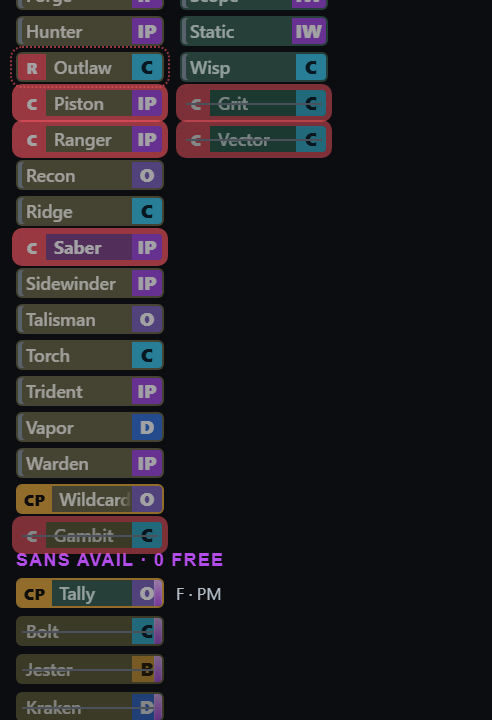 Hunter IP
Static IW
R Outlaw C
Wisp C
C Piston IP
C Grit C
C Ranger IP
C Vector C
Recon O
Ridge C
C Saber IP
Sidewinder IP
Talisman O
Torch C
Trident IP
Vapor D
Warden IP
CP Wildcard O
C Gambit C
SANS AVAIL · 0 FREE
CP Tally O F · PM
Bolt C
Jester B
Kraken D